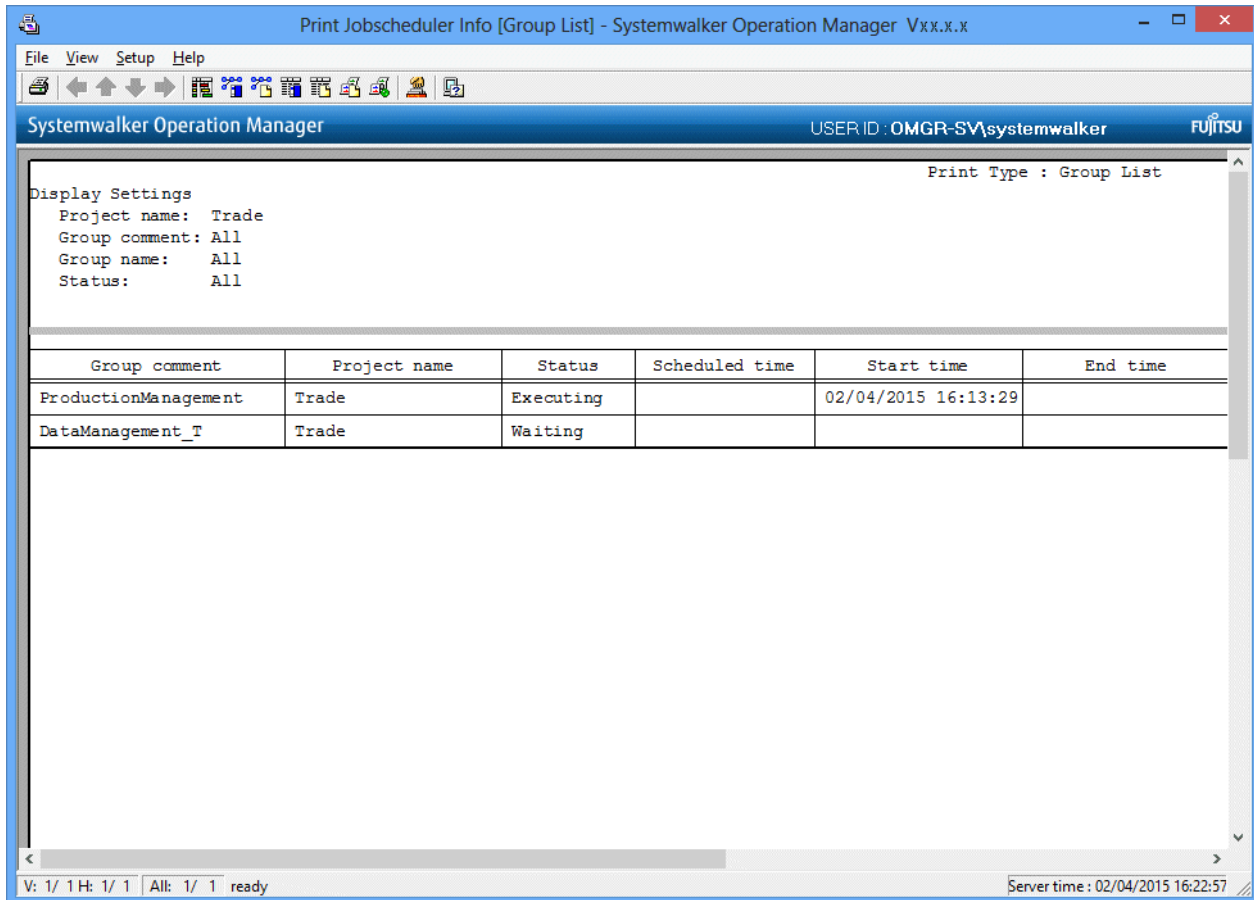 Print Jobscheduler Info [Group List] - Systemwalker Operation Manager Vxx.x.x
File View Setup Help
Systemwalker Operation Manager USER ID : OMGR-SV\systemwalker FUJITSU
Print Type : Group List
Display Settings
Project name: Trade
Group comment: All
Group name: All
Status: All
Group comment Project name Status Scheduled time Start time End time
ProductionManagement Trade Executing 02/04/2015 16:13:29
DataManagement_T Trade Waiting
V: 1/ 1 H: 1/ 1 All: 1/ 1 ready Server time : 02/04/2015 16:22:57